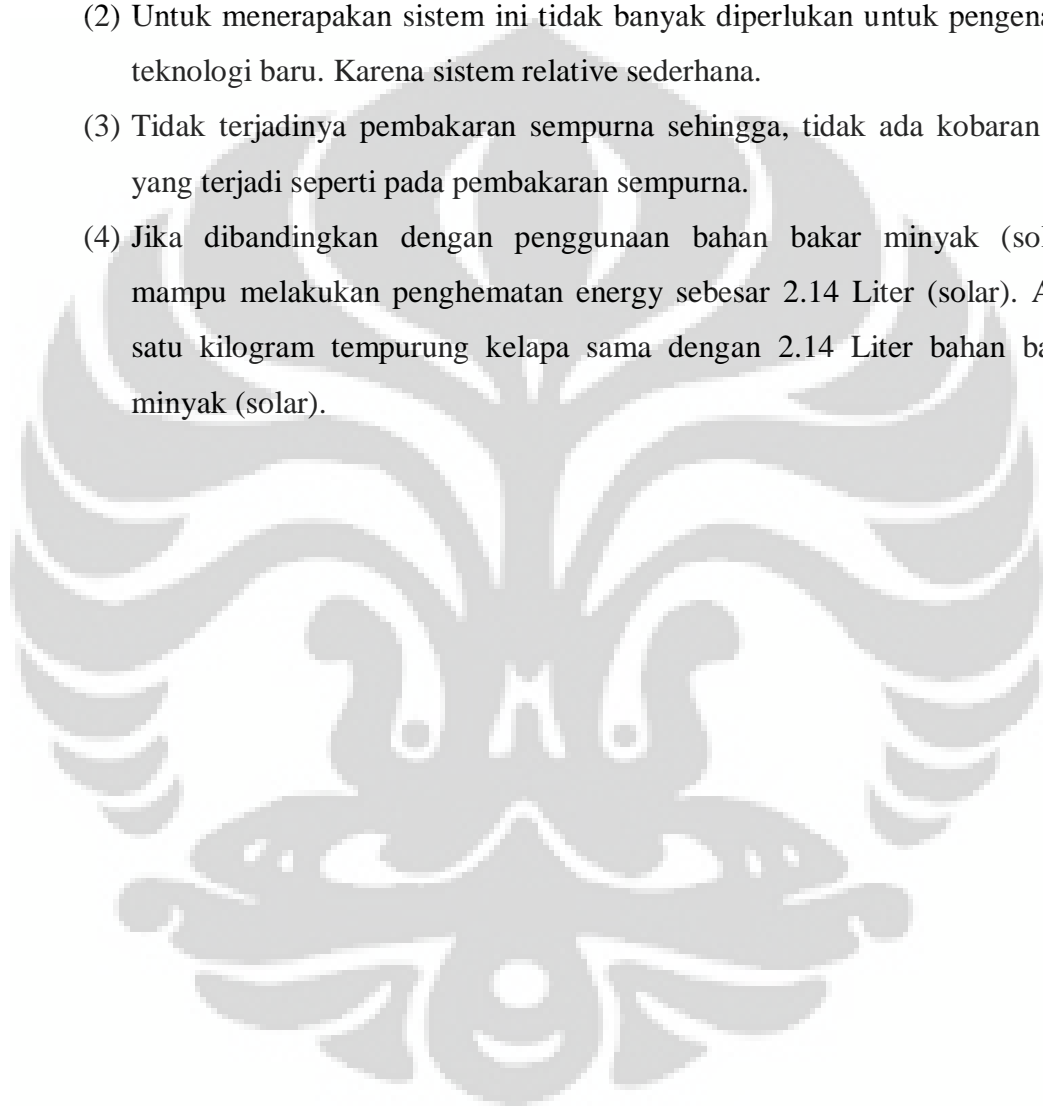 (2) Untuk menerapakan sistem ini tidak banyak diperlukan untuk
teknologi baru. Karena sistem relative sederhana.
(3) Tidak terjadinya pembakaran sempurna sehingga, tidak ada kobaran
yang terjadi seperti pada pembakaran sempurna.
(4) Jika dibandingkan dengan penggunaan bahan bakar minyak
mampu melakukan penghematan energy sebesar 2.14 Liter (solar).
satu kilogram tempurung kelapa sama dengan 2.14 Liter bahan
minyak (solar).